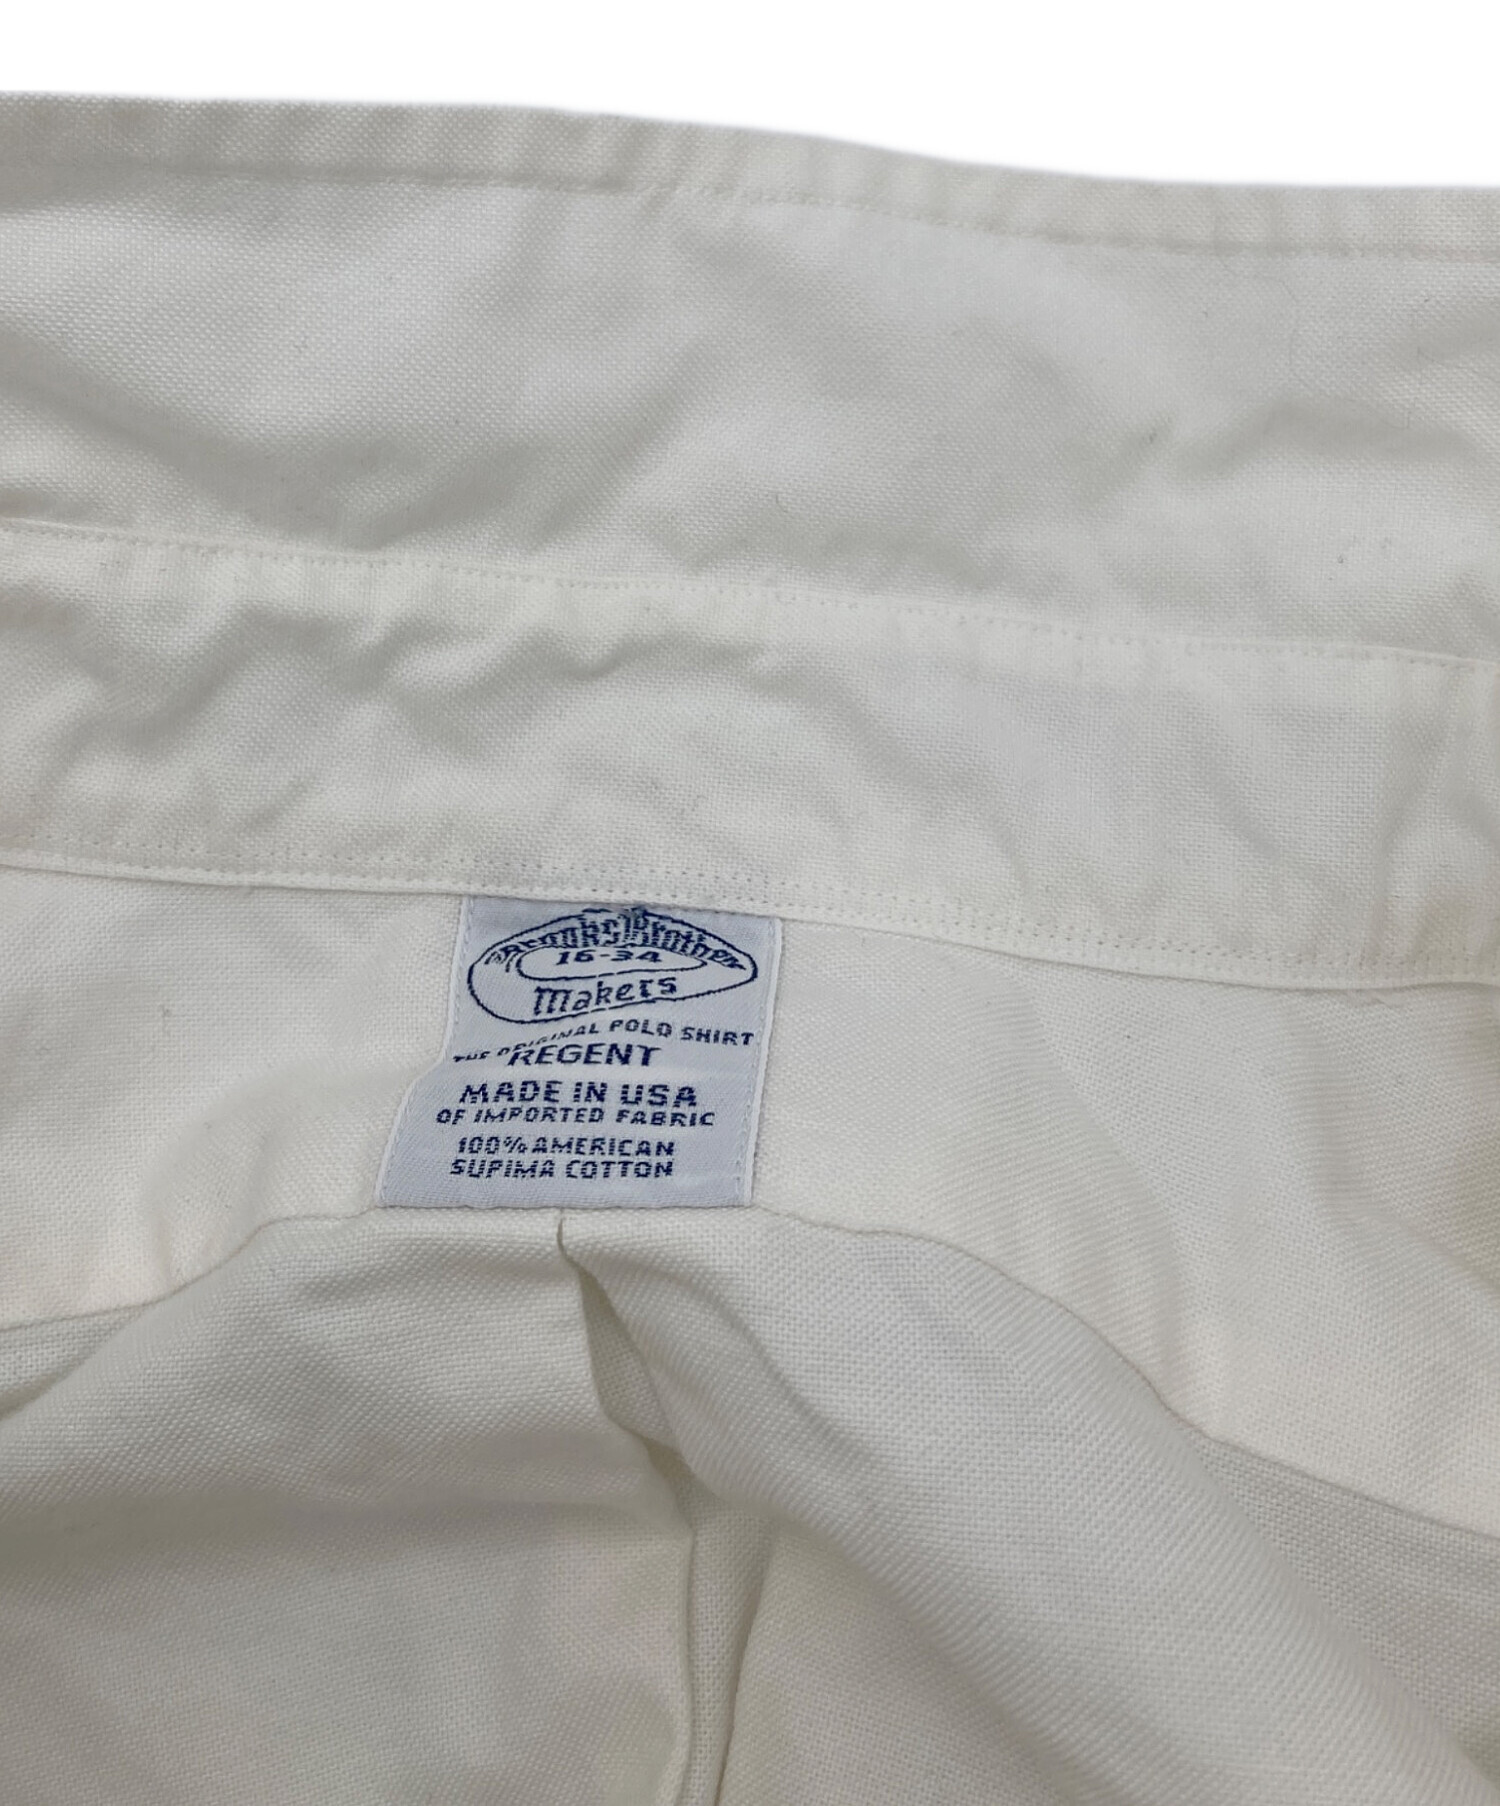 Brooks Brothers
16-34
Makers
THE ORIGINAL POLO SHIRT
REGENT
MADE IN USA
OF IMPORTED FABRIC
100% AMERICAN
SUPIMA COTTON